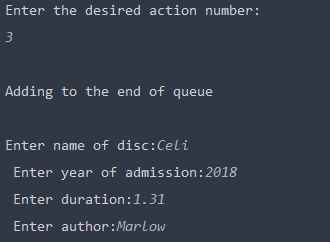 Enter the desired action number:
3
Adding to the end of queue
Enter name of disc:Celi
Enter year of admission:2018
Enter duration:1.31
Enter author:Marlow